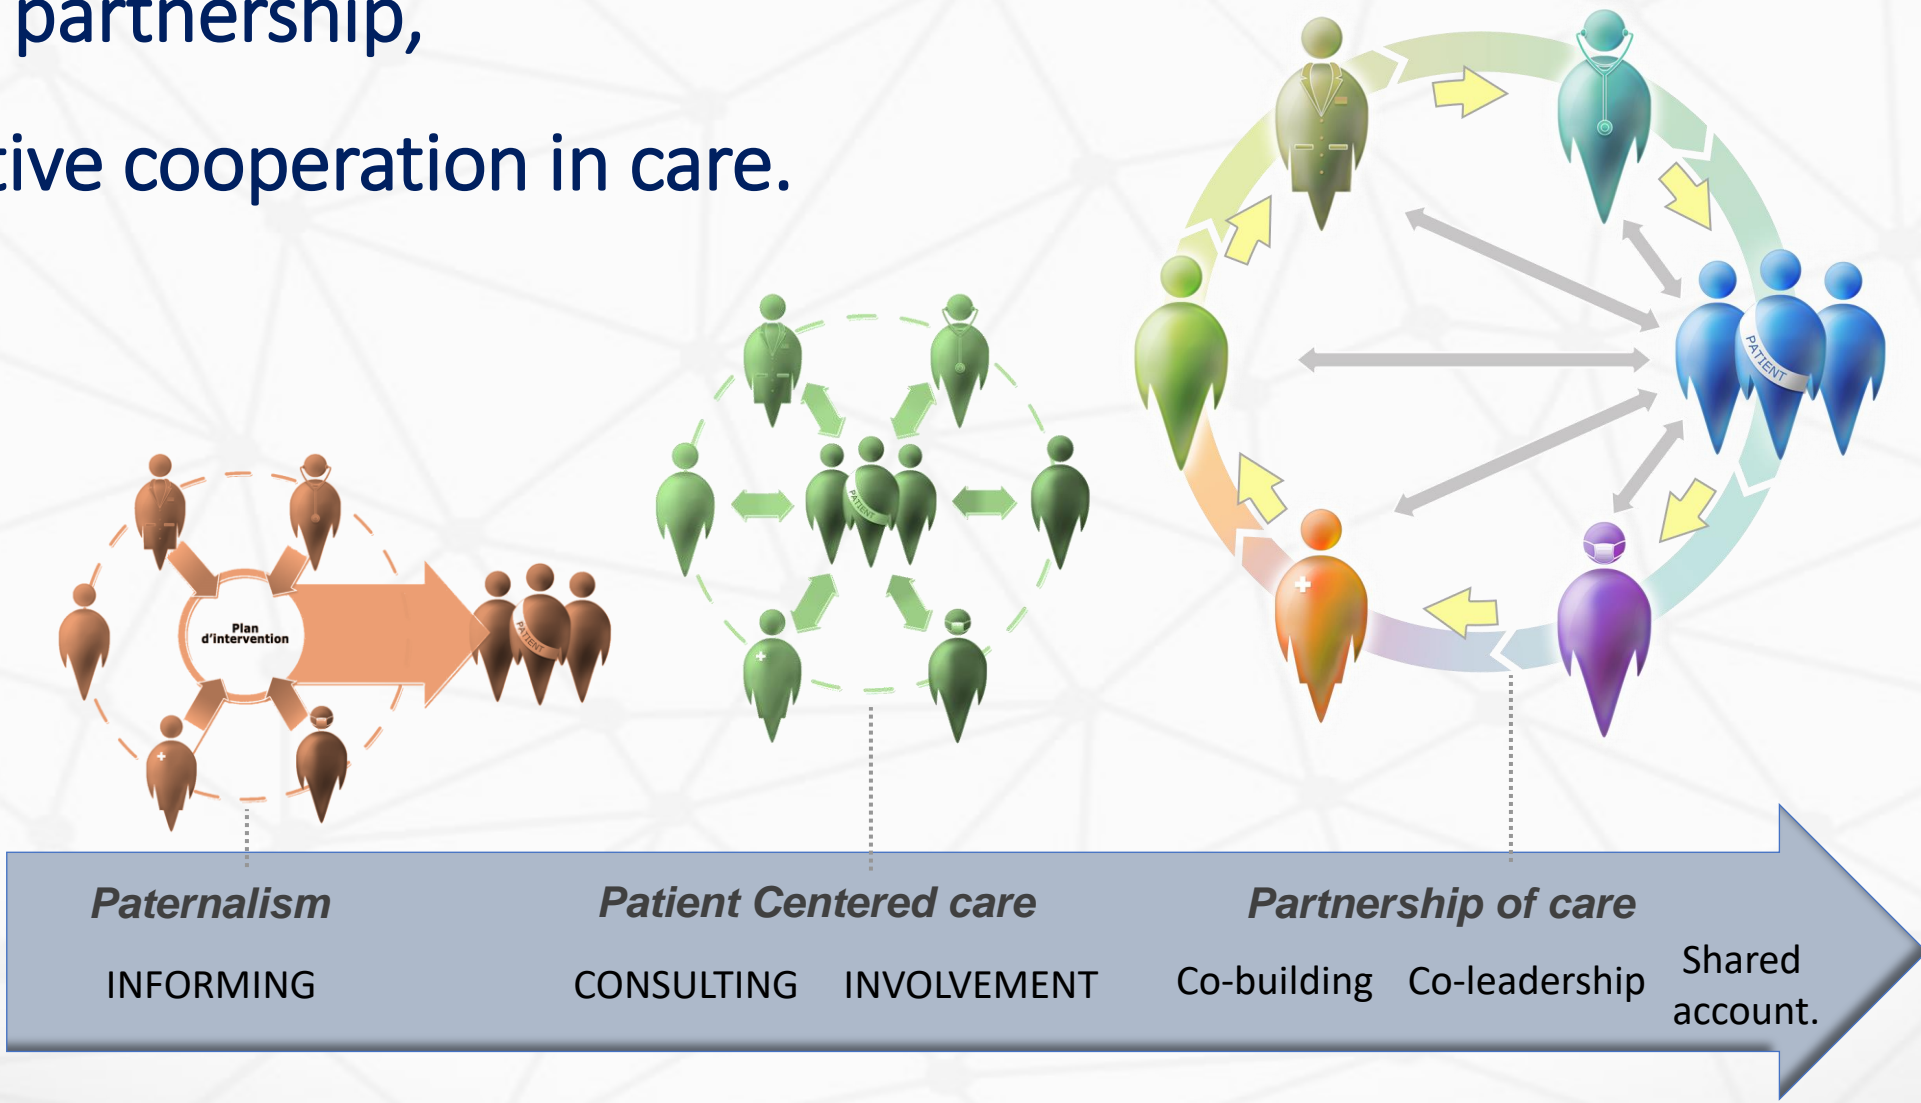 partnership,
tive cooperation in care.
PATIENT
PATIENT
Plan
d'intervention
PATIENT
Paternalism
Patient Centered care
Partnership of care
INFORMING
CONSULTING
INVOLVEMENT
Co-building
Co-leadership
Shared
account.